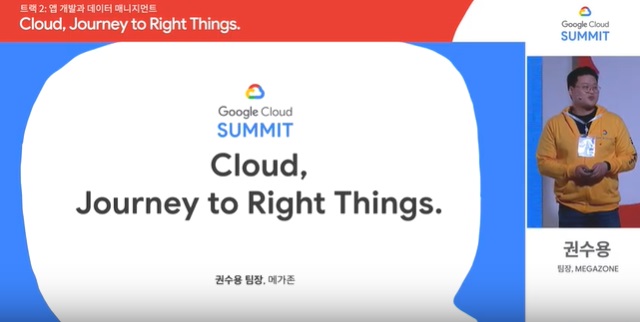 트랙 2: 앱 개발과 데이터 매니지먼트
Cloud, Journey to Right Things.
Google Cloud
SUMMIT
Google Cloud
SUMMIT
Cloud,
Journey to Right Things.
권수용 팀장, 메가존
권수용
팀장, MEGAZONE